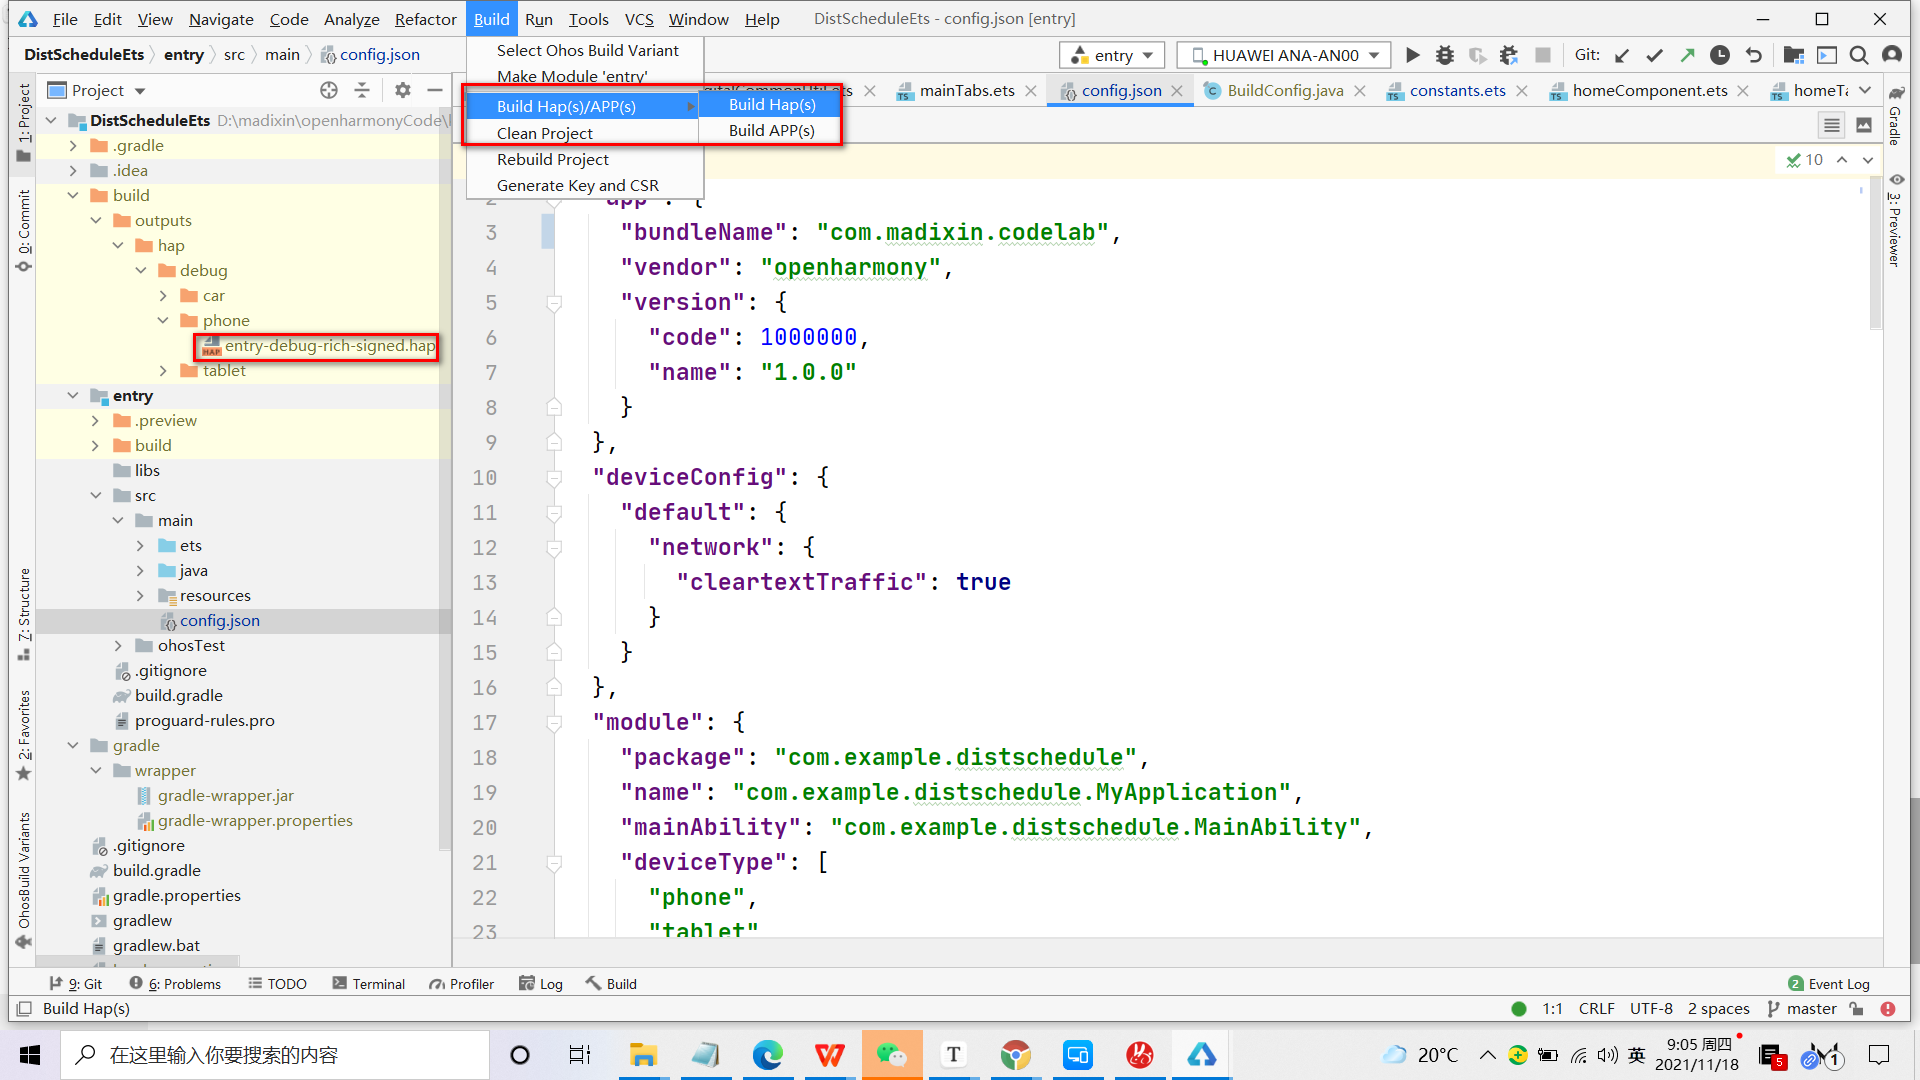 File Edit View Navigate Code Analyze Refactor Build Run Tools VCS Window Help DistScheduleEts - config.json [entry]
DistScheduleEts entry src main config.json
entry HUAWEI ANA-AN00 Git:
Select Ohos Build Variant
Make Module 'entry'
Build Hap(s)/APP(s)
Clean Project
Rebuild Project
Generate Key and CSR
Build Hap(s)
Build APP(s)
mainTabs.ets config.json BuildConfig.java constants.ets homeComponent.ets homeTa
Project
DistScheduleEts D:\madixin\openharmonyCode\
.gradle
.idea
build
outputs
hap
debug
car
phone
entry-debug-rich-signed.hap
tablet
entry
.preview
build
libs
src
main
ets
java
resources
config.json
ohosTest
.gitignore
build.gradle
proguard-rules.pro
gradle
wrapper
gradle-wrapper.jar
gradle-wrapper.properties
.gitignore
build.gradle
gradle.properties
gradlew
gradlew.bat
1: Project
0: Commit
7: Structure
2: Favorites
OhosBuild Variants
10
2 "app": {
3 "bundleName": "com.madixin.codelab",
4 "vendor": "openharmony",
5 "version": {
6 "code": 1000000,
7 "name": "1.0.0"
8 }
9 },
10 "deviceConfig": {
11 "default": {
12 "network": {
13 "cleartextTraffic": true
14 }
15 }
16 },
17 "module": {
18 "package": "com.example.distschedule",
19 "name": "com.example.distschedule.MyApplication",
20 "mainAbility": "com.example.distschedule.MainAbility",
21 "deviceType": [
22 "phone",
23 "tablet"
Gradle
3: Previewer
9: Git 6: Problems TODO Terminal Profiler Log Build 2 Event Log
Build Hap(s) 1:1 CRLF UTF-8 2 spaces master
在这里输入你要搜索的内容 20°C 英 9:05 周四
2021/11/18 5 1